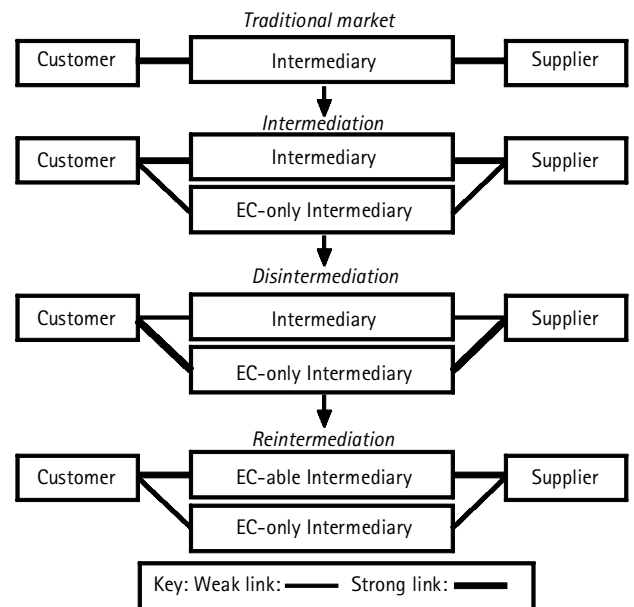 Traditional market
Customer Intermediary Supplier
Intermediation
Customer Intermediary Supplier
EC-only Intermediary
Disintermediation
Customer Intermediary Supplier
EC-only Intermediary
Reintermediation
Customer EC-able Intermediary Supplier
EC-only Intermediary
Key: Weak link: Strong link: